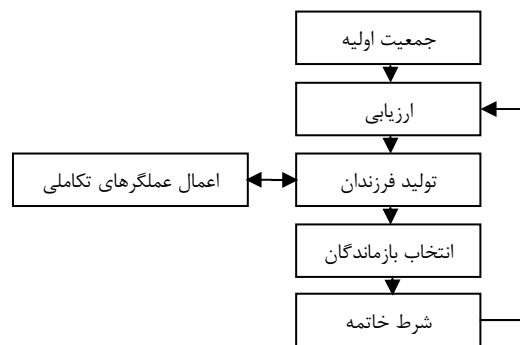 جمعیت اولیه
ارزیابی
تولید فرزندان
اعمال عملگرهای تکاملی
انتخاب بازماندگان
شرط خاتمه